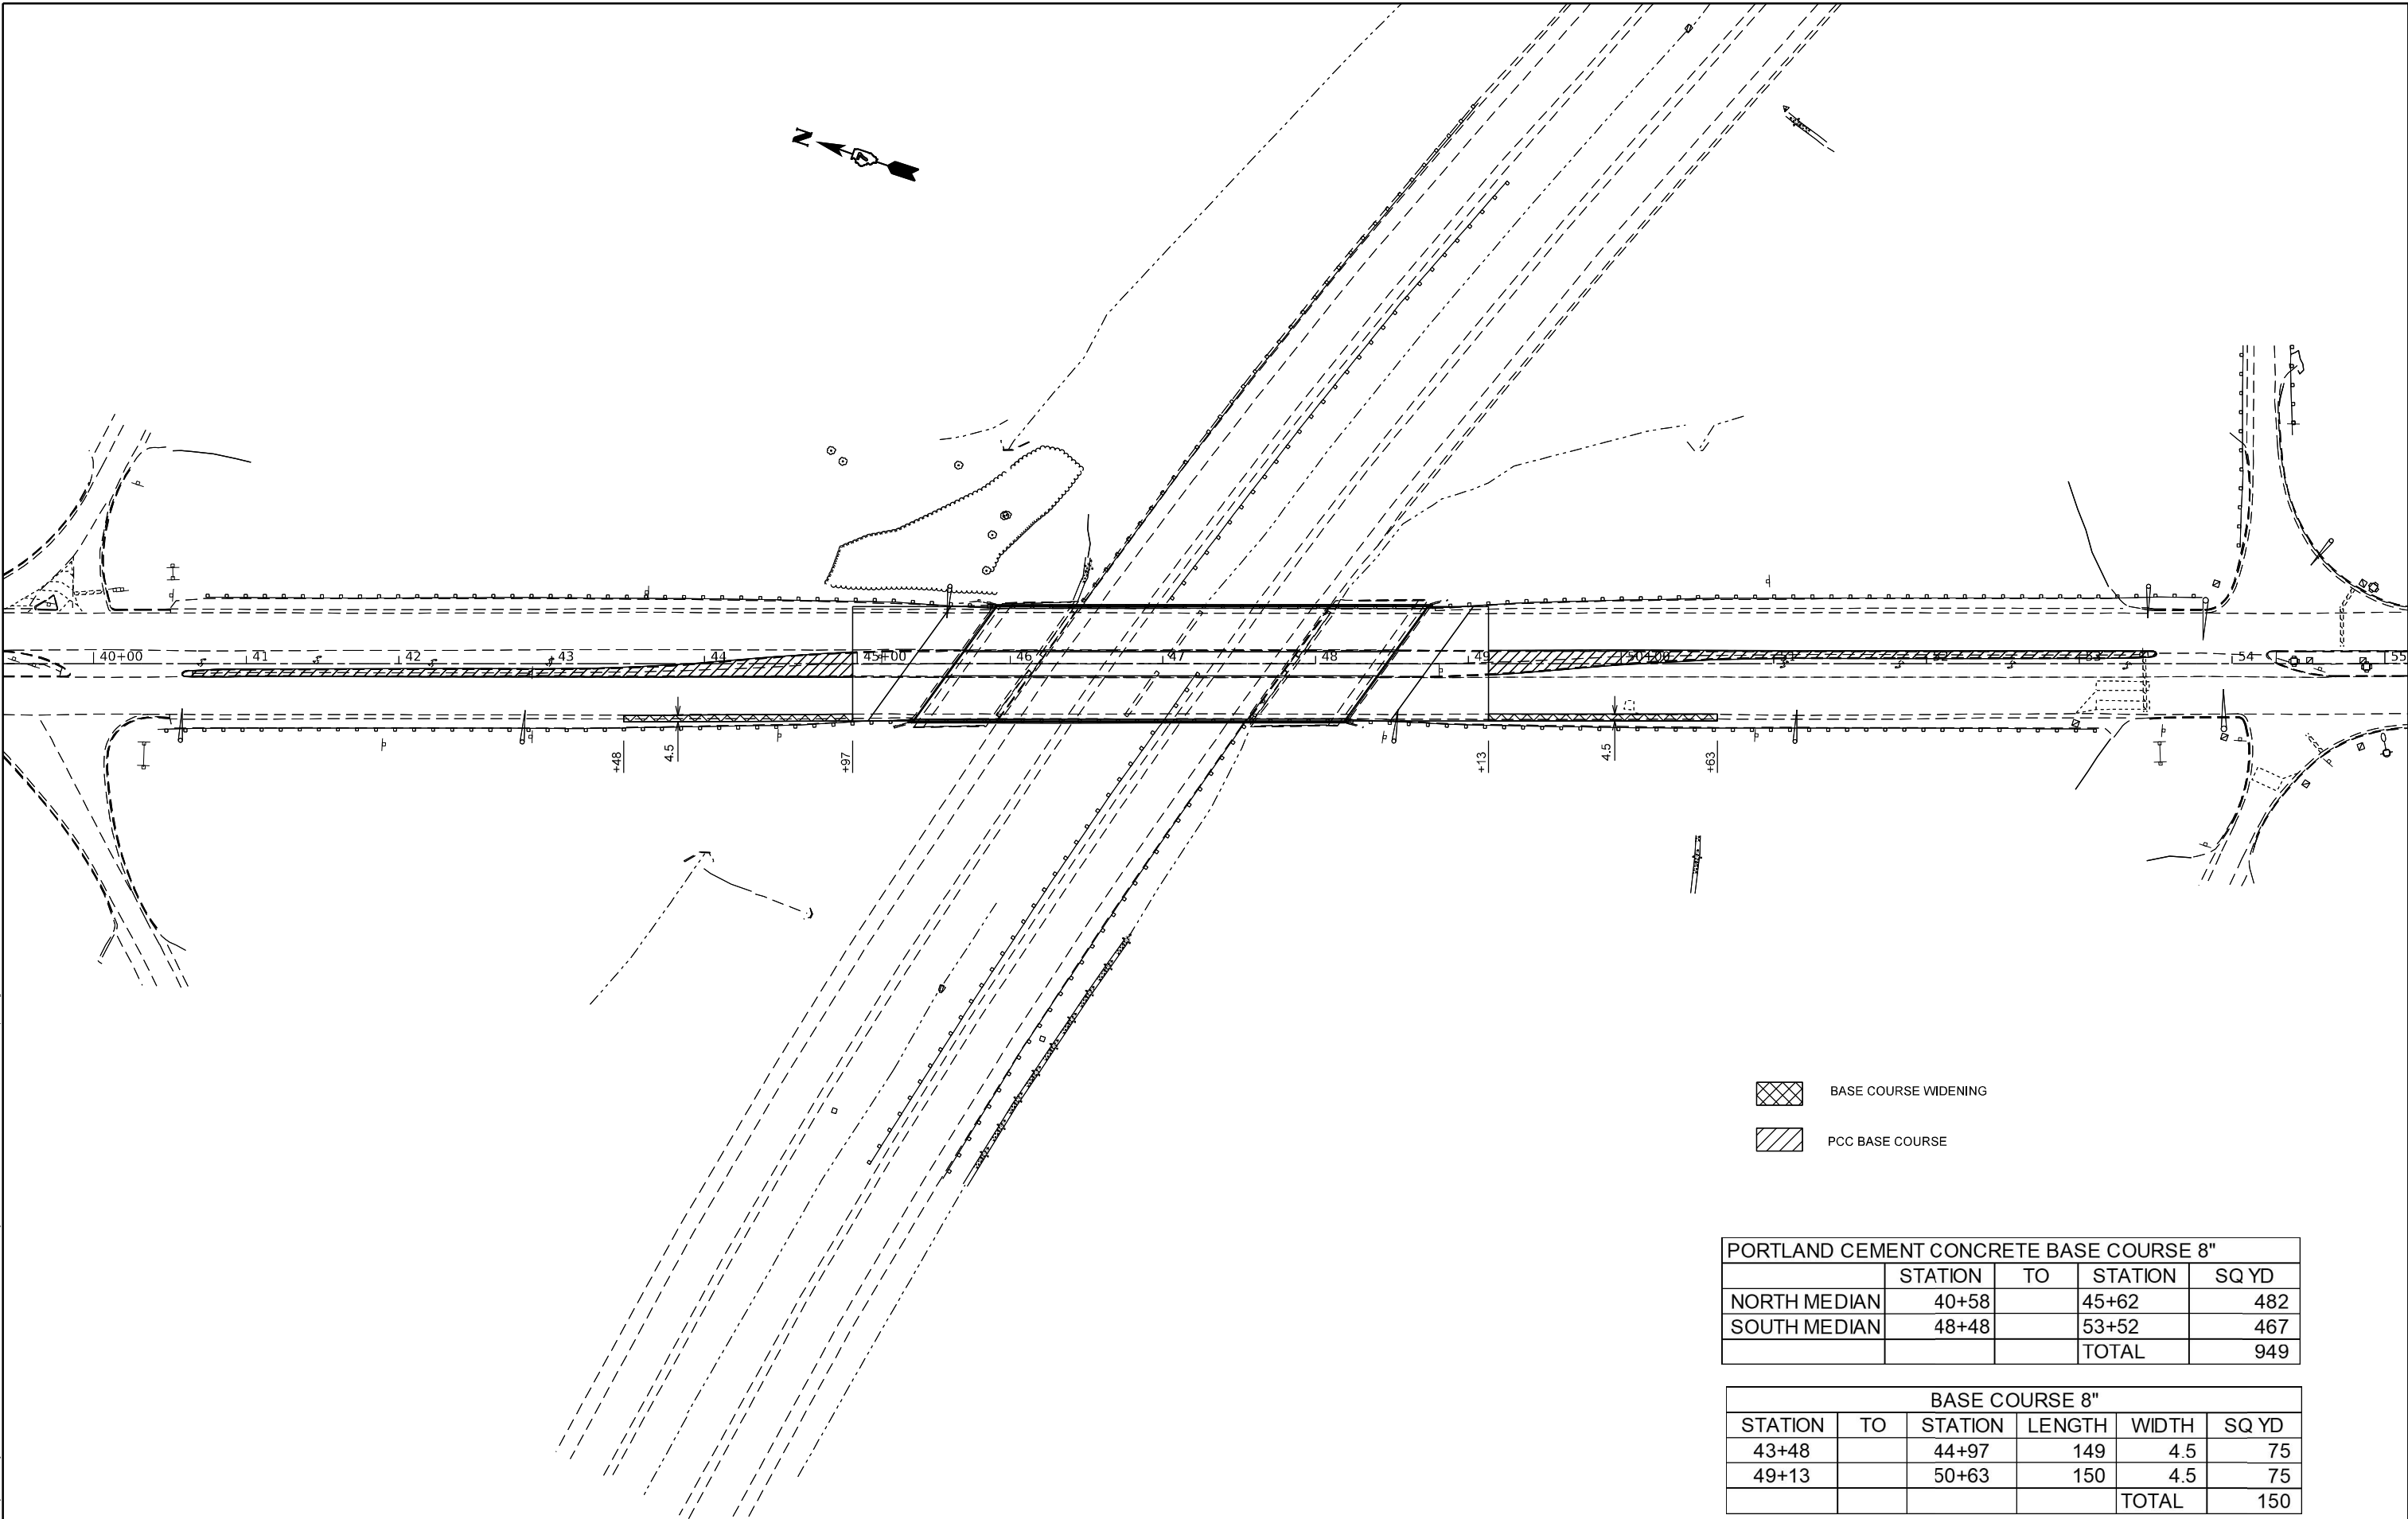 N
40+00 41 42 43 44 45+00 46 47 48 49 50+00 51 52 53 54 55
+48 4.5 +97 +13 4.5 +63
BASE COURSE WIDENING
PCC BASE COURSE
PORTLAND CEMENT CONCRETE BASE COURSE 8"
STATION TO STATION SQ YD
NORTH MEDIAN 40+58 45+62 482
SOUTH MEDIAN 48+48 53+52 467
TOTAL 949
BASE COURSE 8"
STATION TO STATION LENGTH WIDTH SQ YD
43+48 44+97 149 4.5 75
49+13 50+63 150 4.5 75
TOTAL 150